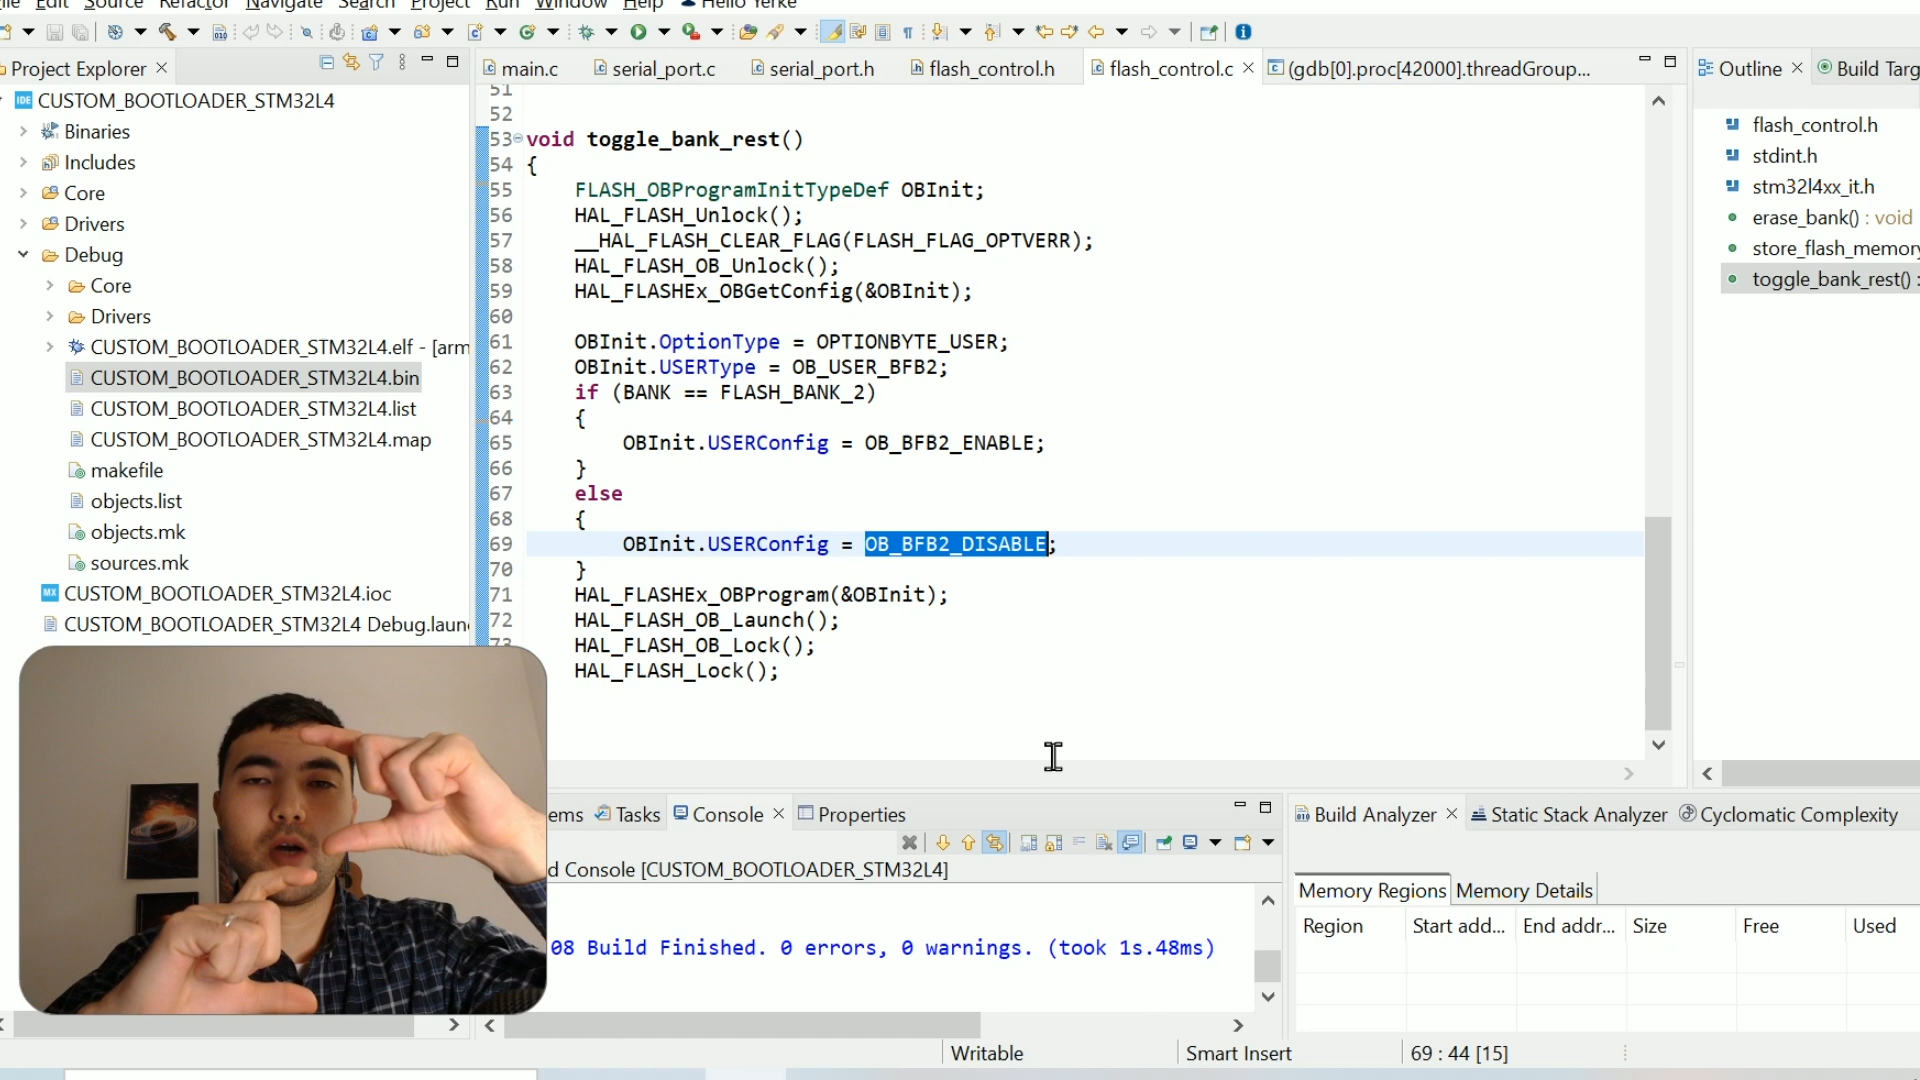 File Edit Source Refactor Navigate Search Project Run Window Help Hello Yerke
Project Explorer
main.c serial_port.c serial_port.h flash_control.h flash_control.c (gdb[0].proc[42000].threadGroup...
Outline Build Targ
CUSTOM_BOOTLOADER_STM32L4
Binaries
Includes
Core
Drivers
Debug
Core
Drivers
CUSTOM_BOOTLOADER_STM32L4.elf - [arm
CUSTOM_BOOTLOADER_STM32L4.bin
CUSTOM_BOOTLOADER_STM32L4.list
CUSTOM_BOOTLOADER_STM32L4.map
makefile
objects.list
objects.mk
sources.mk
CUSTOM_BOOTLOADER_STM32L4.ioc
CUSTOM_BOOTLOADER_STM32L4 Debug.laun
51
52
53 void toggle_bank_rest()
54 {
55 FLASH_OBProgramInitTypeDef OBInit;
56 HAL_FLASH_Unlock();
57 __HAL_FLASH_CLEAR_FLAG(FLASH_FLAG_OPTVERR);
58 HAL_FLASH_OB_Unlock();
59 HAL_FLASHEx_OBGetConfig(&OBInit);
60
61 OBInit.OptionType = OPTIONBYTE_USER;
62 OBInit.USERType = OB_USER_BFB2;
63 if (BANK == FLASH_BANK_2)
64 {
65 OBInit.USERConfig = OB_BFB2_ENABLE;
66 }
67 else
68 {
69 OBInit.USERConfig = OB_BFB2_DISABLE;
70 }
71 HAL_FLASHEx_OBProgram(&OBInit);
72 HAL_FLASH_OB_Launch();
73 HAL_FLASH_OB_Lock();
HAL_FLASH_Lock();
flash_control.h
stdint.h
stm32l4xx_it.h
erase_bank() : void
store_flash_memory
toggle_bank_rest() :
ems Tasks Console Properties
d Console [CUSTOM_BOOTLOADER_STM32L4]
08 Build Finished. 0 errors, 0 warnings. (took 1s.48ms)
Build Analyzer Static Stack Analyzer Cyclomatic Complexity
Memory Regions Memory Details
Region Start add... End addr... Size Free Used
Writable Smart Insert 69 : 44 [15]